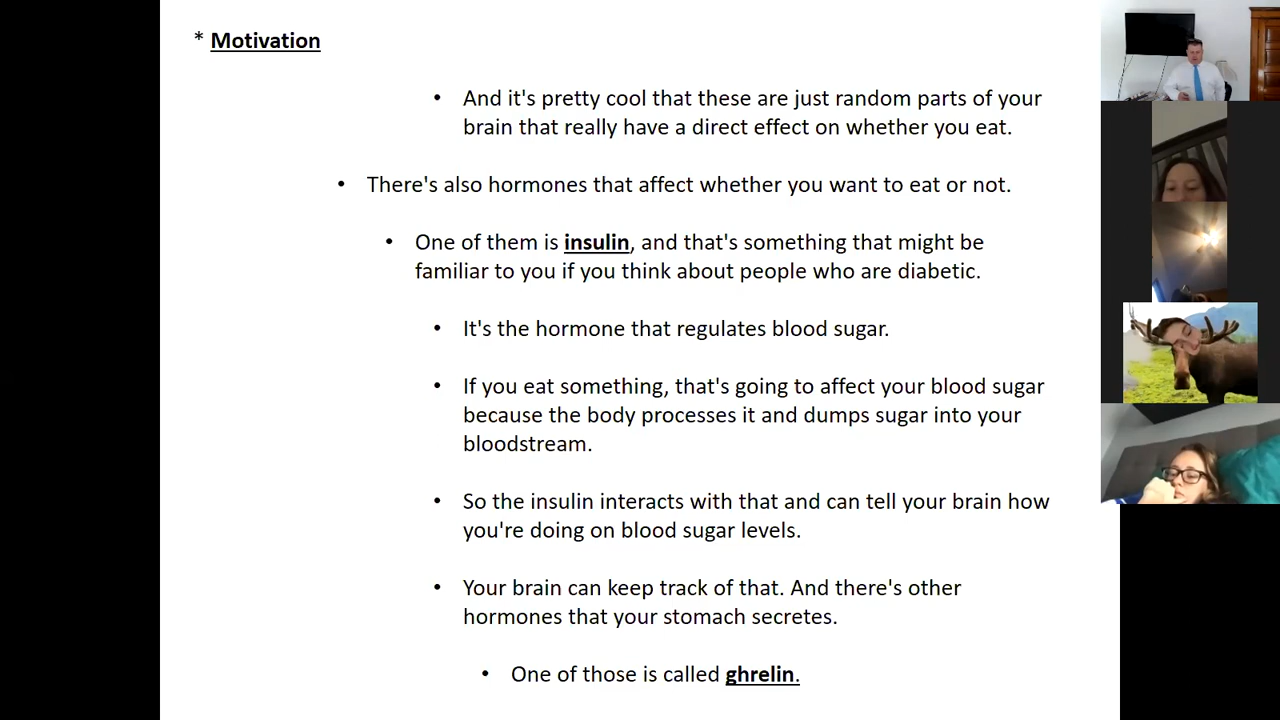 * Motivation
• And it's pretty cool that these are just random parts of your
brain that really have a direct effect on whether you eat.
• There's also hormones that affect whether you want to eat or not.
• One of them is insulin, and that's something that might be
familiar to you if you think about people who are diabetic.
• It's the hormone that regulates blood sugar.
• If you eat something, that's going to affect your blood sugar
because the body processes it and dumps sugar into your
bloodstream.
• So the insulin interacts with that and can tell your brain how
you're doing on blood sugar levels.
• Your brain can keep track of that. And there's other
hormones that your stomach secretes.
• One of those is called ghrelin.